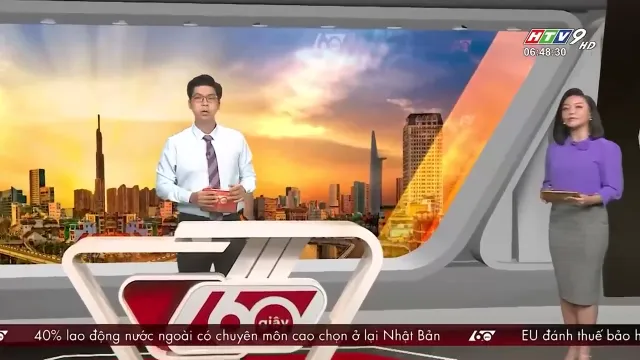 HTV9 HD
06:48:30
60 giây
40% lao động nước ngoài có chuyên môn cao chọn ở lại Nhật Bản 60 EU đánh thuế bảo h